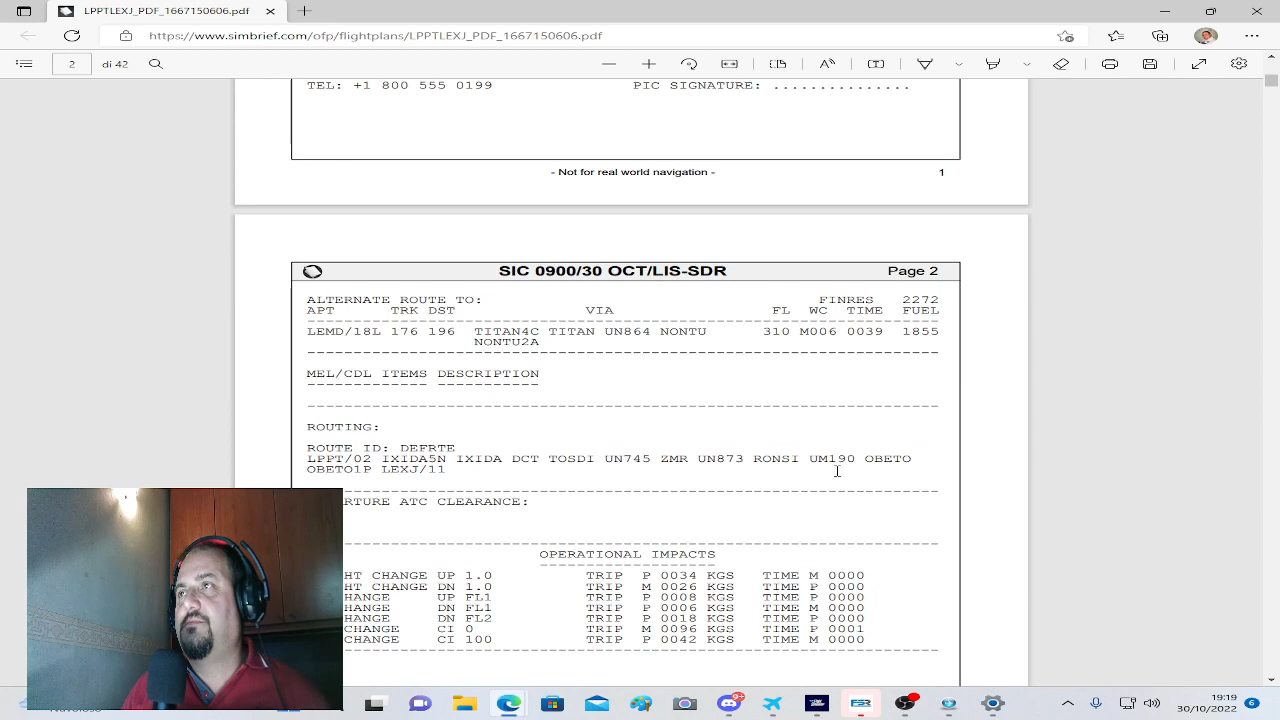 LPPTLEXJ_PDF_1667150606.pdf
https://www.simbrief.com/ofp/flightplans/LPPTLEXJ_PDF_1667150606.pdf
2 di 42
TEL: +1 800 555 0199 PIC SIGNATURE: ...............
- Not for real world navigation - 1
SIC 0900/30 OCT/LIS-SDR Page 2
ALTERNATE ROUTE TO: FINRES 2272
APT TRK DST VIA FL WC TIME FUEL
LEMD/18L 176 196 TITAN4C TITAN UN864 NONTU 310 M006 0039 1855
NONTU2A
MEL/CDL ITEMS DESCRIPTION
ROUTING:
ROUTE ID: DEFRTE
LPPT/02 IXIDA5N IXIDA DCT TOSDI UN745 ZMR UN873 RONSI UM190 OBETO
OBETO1P LEXJ/11
RTURE ATC CLEARANCE:
OPERATIONAL IMPACTS
HT CHANGE UP 1.0 TRIP P 0034 KGS TIME M 0000
HT CHANGE DN 1.0 TRIP M 0026 KGS TIME P 0000
HANGE UP FL1 TRIP P 0008 KGS TIME P 0000
HANGE DN FL1 TRIP P 0006 KGS TIME M 0000
HANGE DN FL2 TRIP P 0018 KGS TIME M 0000
CHANGE CI 0 TRIP M 0096 KGS TIME P 0001
CHANGE CI 100 TRIP P 0042 KGS TIME M 0000
9+
19:19
30/10/2022
6